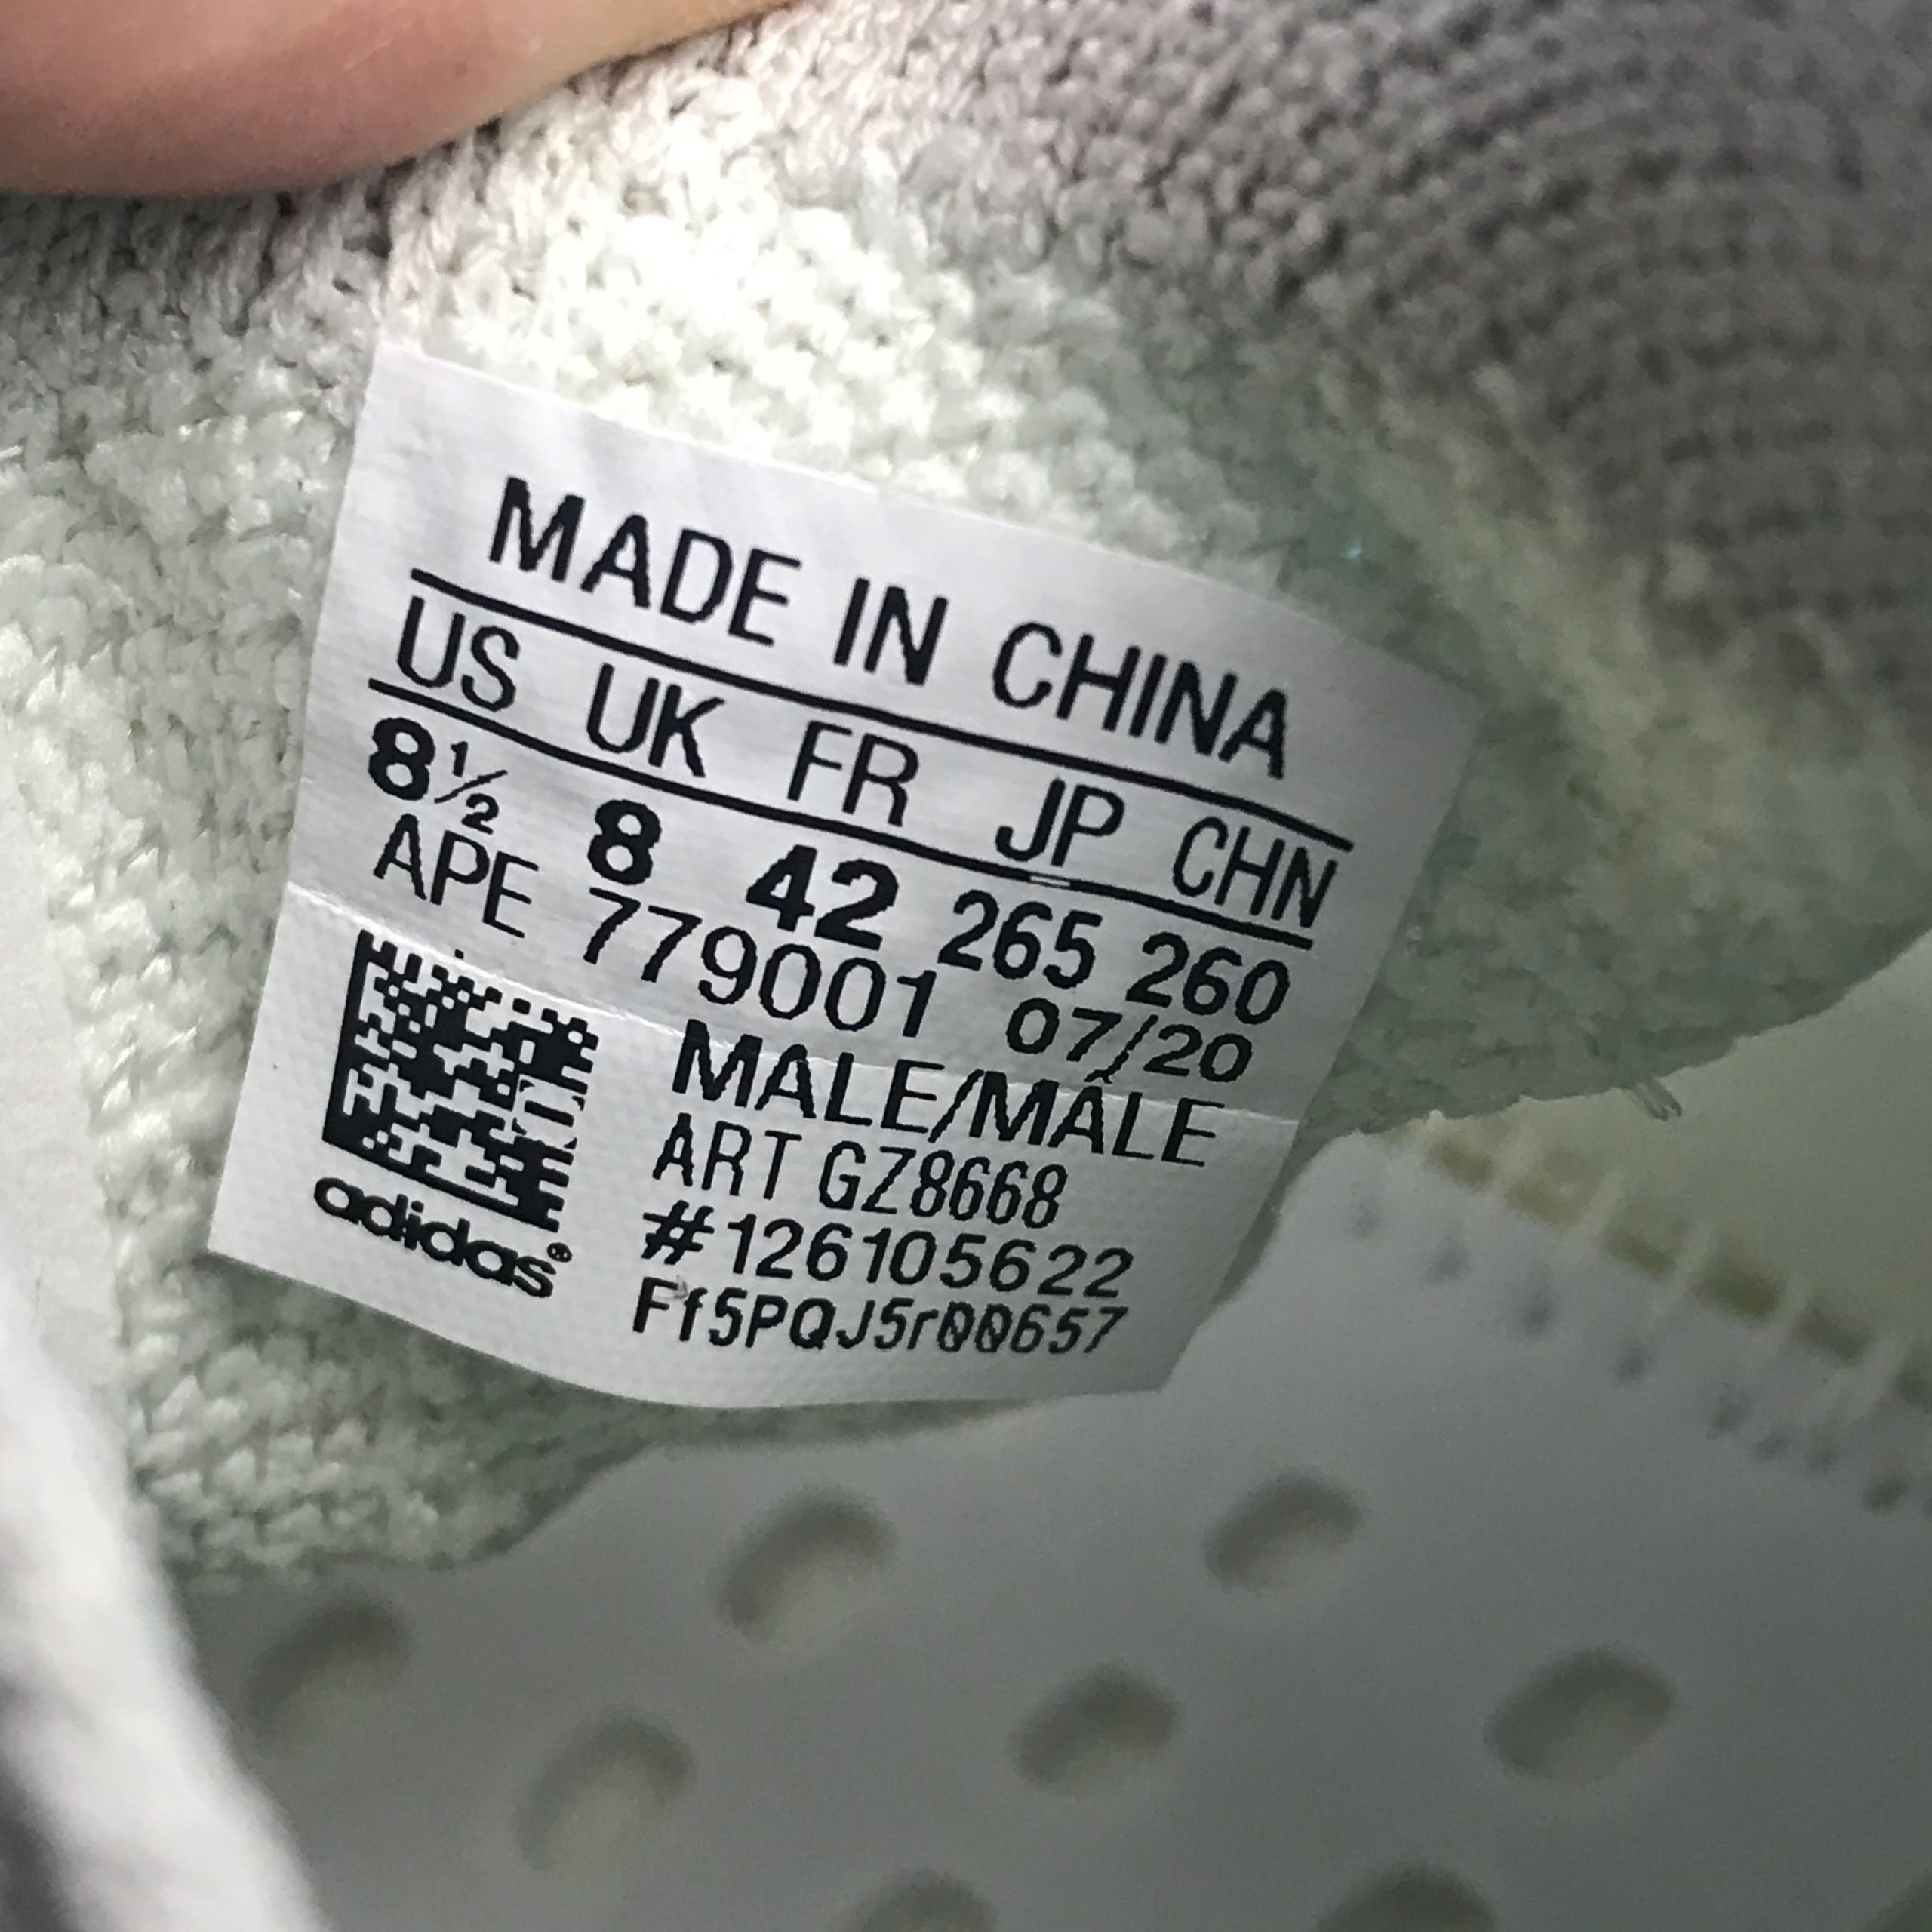 MADE IN CHINA
US UK FR JP CHN
8½ 8 42 265 260
APE 779001 07/20
MALE/MÂLE
ART GZ8668
#126105622
Ff5PQJ5r00657
adidas®